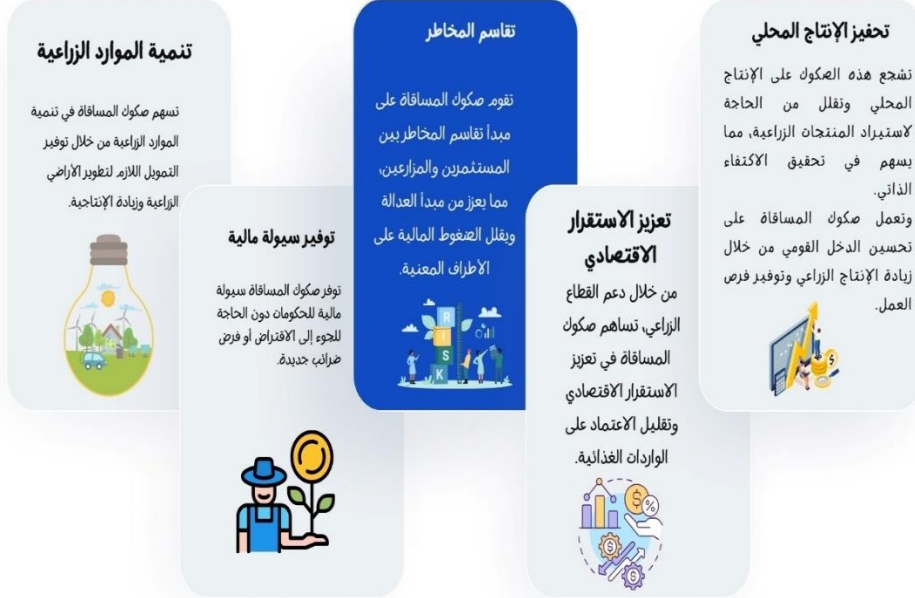 تحفيز الإنتاج المحلي
تشجع هذه الصكوك على الإنتاج
المحلي وتقلل من الحاجة
لاستيراد المنتجات الزراعية، مما
يسهم في تحقيق الاكتفاء
الذاتي.
وتعمل صكوك المساقاة على
تحسين الدخل القومي من خلال
زيادة الإنتاج الزراعي وتوفير فرص
العمل.
تعزيز الاستقرار
الاقتصادي
من خلال دعم القطاع
الزراعي، تساهم صكوك
المساقاة في تعزيز
الاستقرار الاقتصادي
وتقليل الاعتماد على
الواردات الغذائية.
تقاسم المخاطر
تقوم صكوك المساقاة على
مبدأ تقاسم المخاطر بين
المستثمرين والمزارعين،
مما يعزز من مبدأ العدالة
ويقلل الضغوط المالية على
الأطراف المعنية.
R
I
S
K
توفير سيولة مالية
توفر صكوك المساقاة سيولة
مالية للحكومات دون الحاجة
للجوء إلى الاقتراض أو فرض
ضرائب جديدة.
تنمية الموارد الزراعية
تسهم صكوك المساقاة في تنمية
الموارد الزراعية من خلال توفير
التمويل اللازم لتطوير الأراضي
الزراعية وزيادة الإنتاجية.